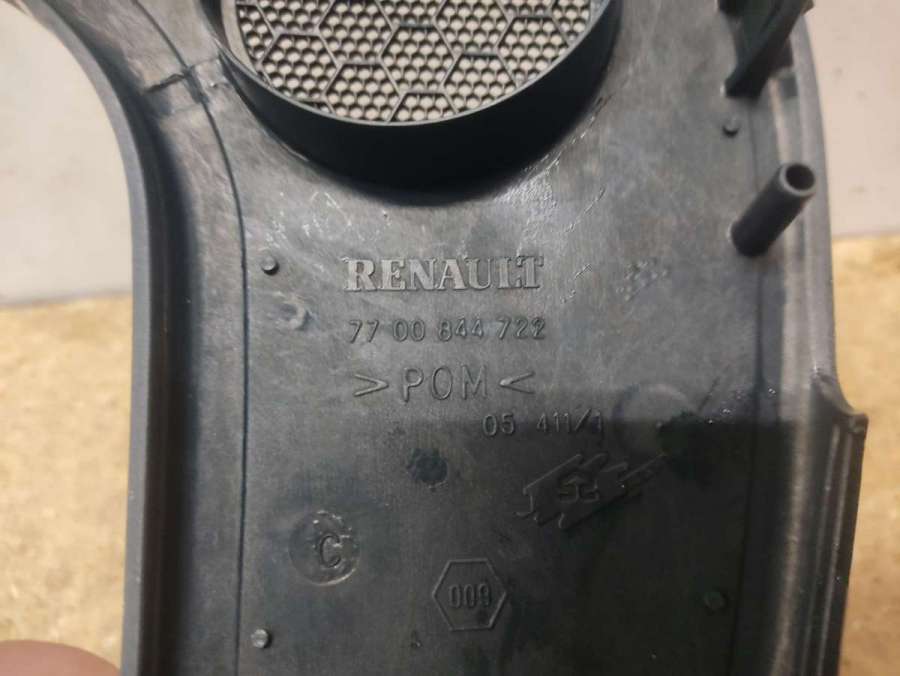 RENAULT
77 00 844 722
>POM<
05 411/1
C
009